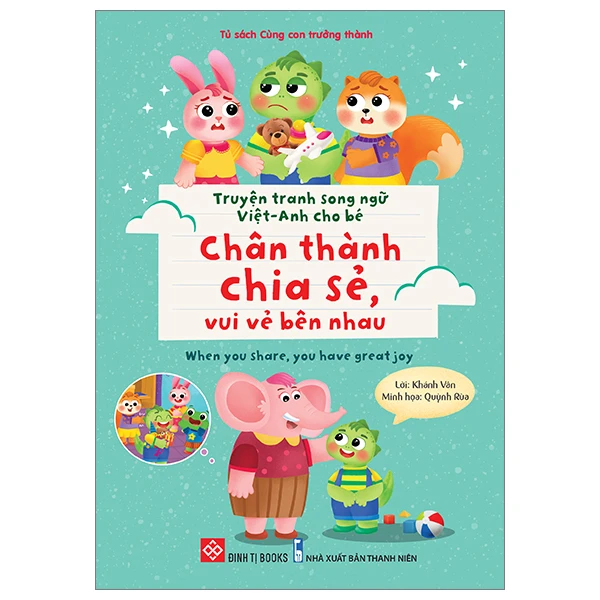 Tủ sách Cùng con trưởng thành
Truyện tranh song ngữ
Việt-Anh cho bé
Chân thành
chia sẻ,
vui vẻ bên nhau
When you share, you have great joy
Lời: Khánh Vân
Minh họa: Quỳnh Rùa
ĐINH TỊ BOOKS
NHÀ XUẤT BẢN THANH NIÊN